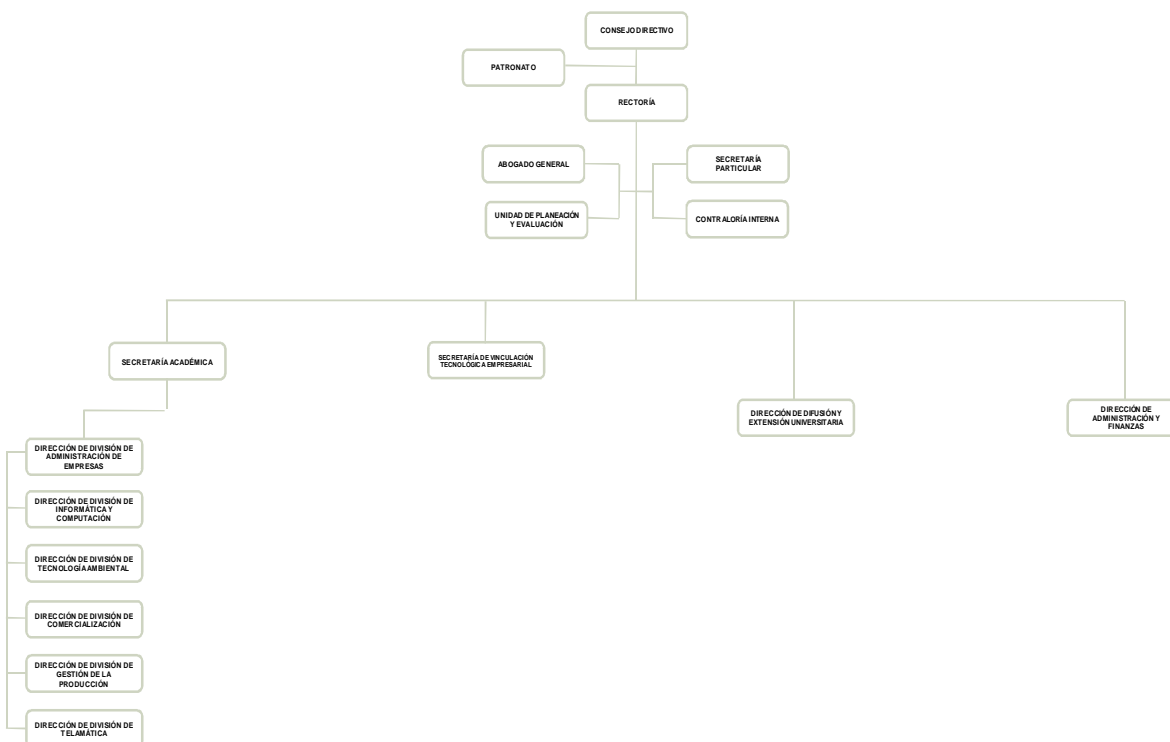 CONSEJO DIRECTIVO
PATRONATO
RECTORÍA
ABOGADO GENERAL
SECRETARÍA
PARTICULAR
UNIDAD DE PLANEACIÓN
Y EVALUACIÓN
CONTRALORÍA INTERNA
SECRETARÍA ACADÉMICA
SECRETARÍA DE VINCULACIÓN
TECNOLÓGICA EMPRESARIAL
DIRECCIÓN DE DIFUSIÓN Y
EXTENSIÓN UNIVERSITARIA
DIRECCIÓN DE
ADMINISTRACIÓN Y
FINANZAS
DIRECCIÓN DE DIVISIÓN DE
ADMINISTRACIÓN DE
EMPRESAS
DIRECCIÓN DE DIVISIÓN DE
INFORMÁTICA Y
COMPUTACIÓN
DIRECCIÓN DE DIVISIÓN DE
TECNOLOGÍA AMBIENTAL
DIRECCIÓN DE DIVISIÓN DE
COMERCIALIZACIÓN
DIRECCIÓN DE DIVISIÓN DE
GESTIÓN DE LA
PRODUCCIÓN
DIRECCIÓN DE DIVISIÓN DE
TELAMÁTICA